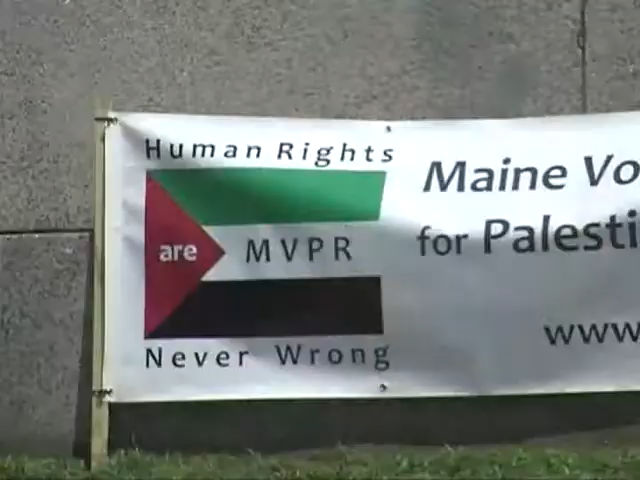 Human Rights
are MVPR
Never Wrong
Maine Vo
for Palesti
www